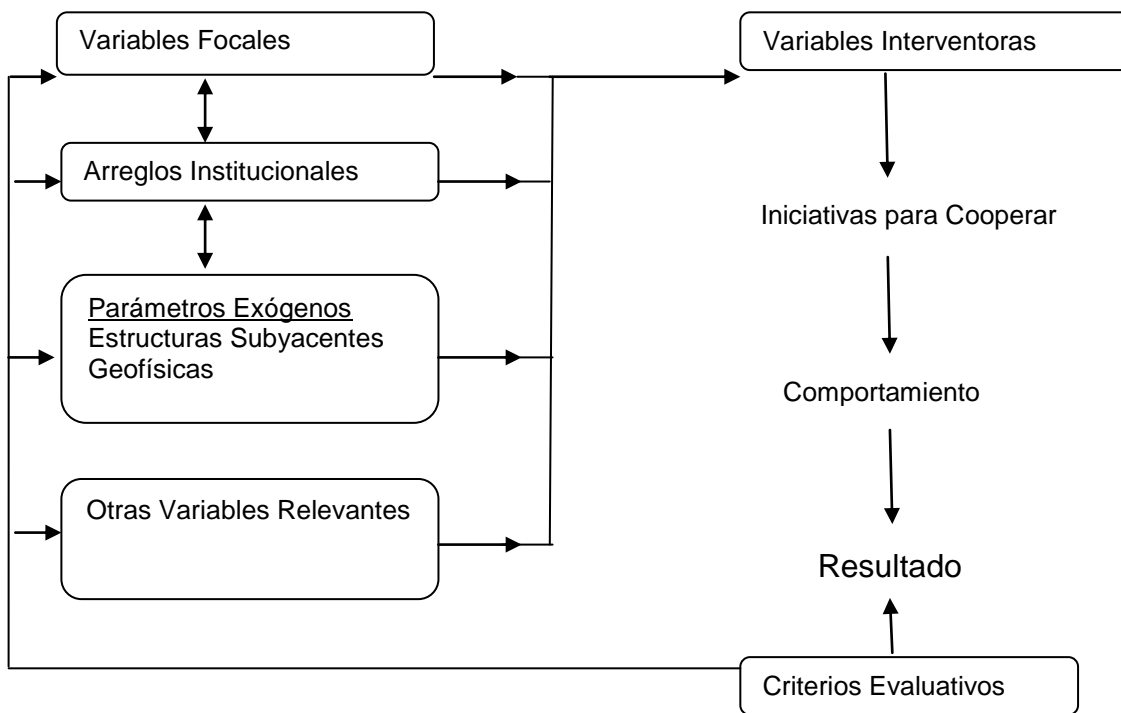 Variables Focales
Variables Interventoras
Arreglos Institucionales
Iniciativas para Cooperar
Parámetros Exógenos
Estructuras Subyacentes
Geofísicas
Comportamiento
Otras Variables Relevantes
Resultado
Criterios Evaluativos